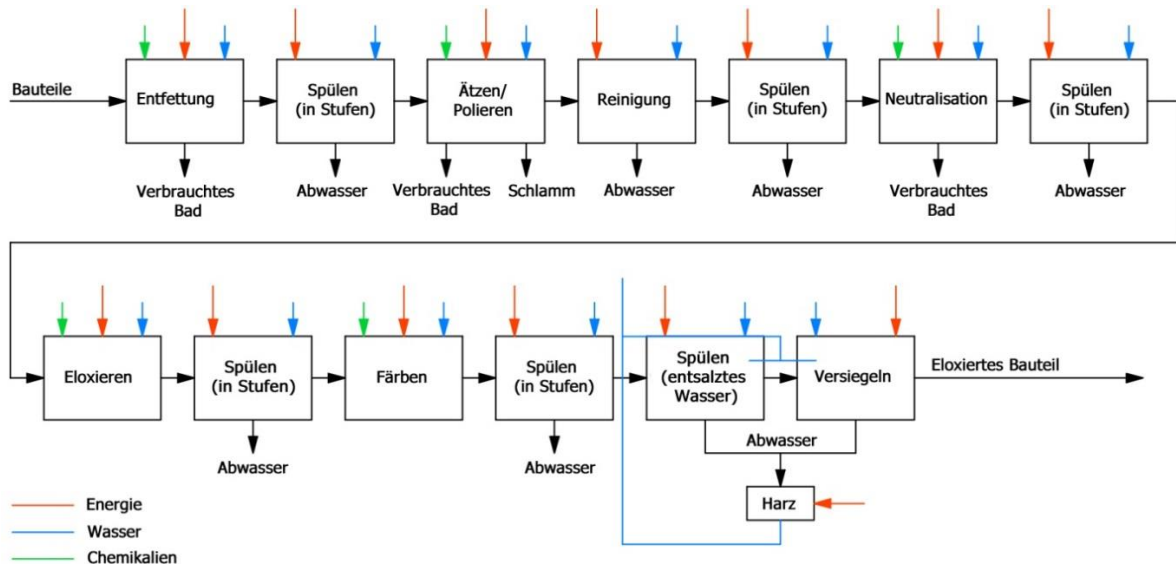 Bauteile
Entfettung
Spülen
(in Stufen)
Ätzen/
Polieren
Reinigung
Spülen
(in Stufen)
Neutralisation
Spülen
(in Stufen)
Verbrauchtes
Bad
Abwasser
Verbrauchtes
Bad
Schlamm
Abwasser
Abwasser
Verbrauchtes
Bad
Abwasser
Eloxieren
Spülen
(in Stufen)
Färben
Spülen
(in Stufen)
Spülen
(entsalztes
Wasser)
Versiegeln
Eloxiertes Bauteil
Abwasser
Abwasser
Abwasser
Harz
Energie
Wasser
Chemikalien